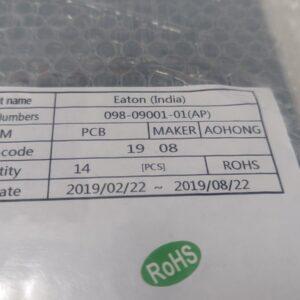 t name Eaton (India)
Numbers 098-09001-01(AP)
M PCB MAKER AOHONG
-code 19 08
tity 14 [PCS] ROHS
ate 2019/02/22 ~ 2019/08/22
RoHS